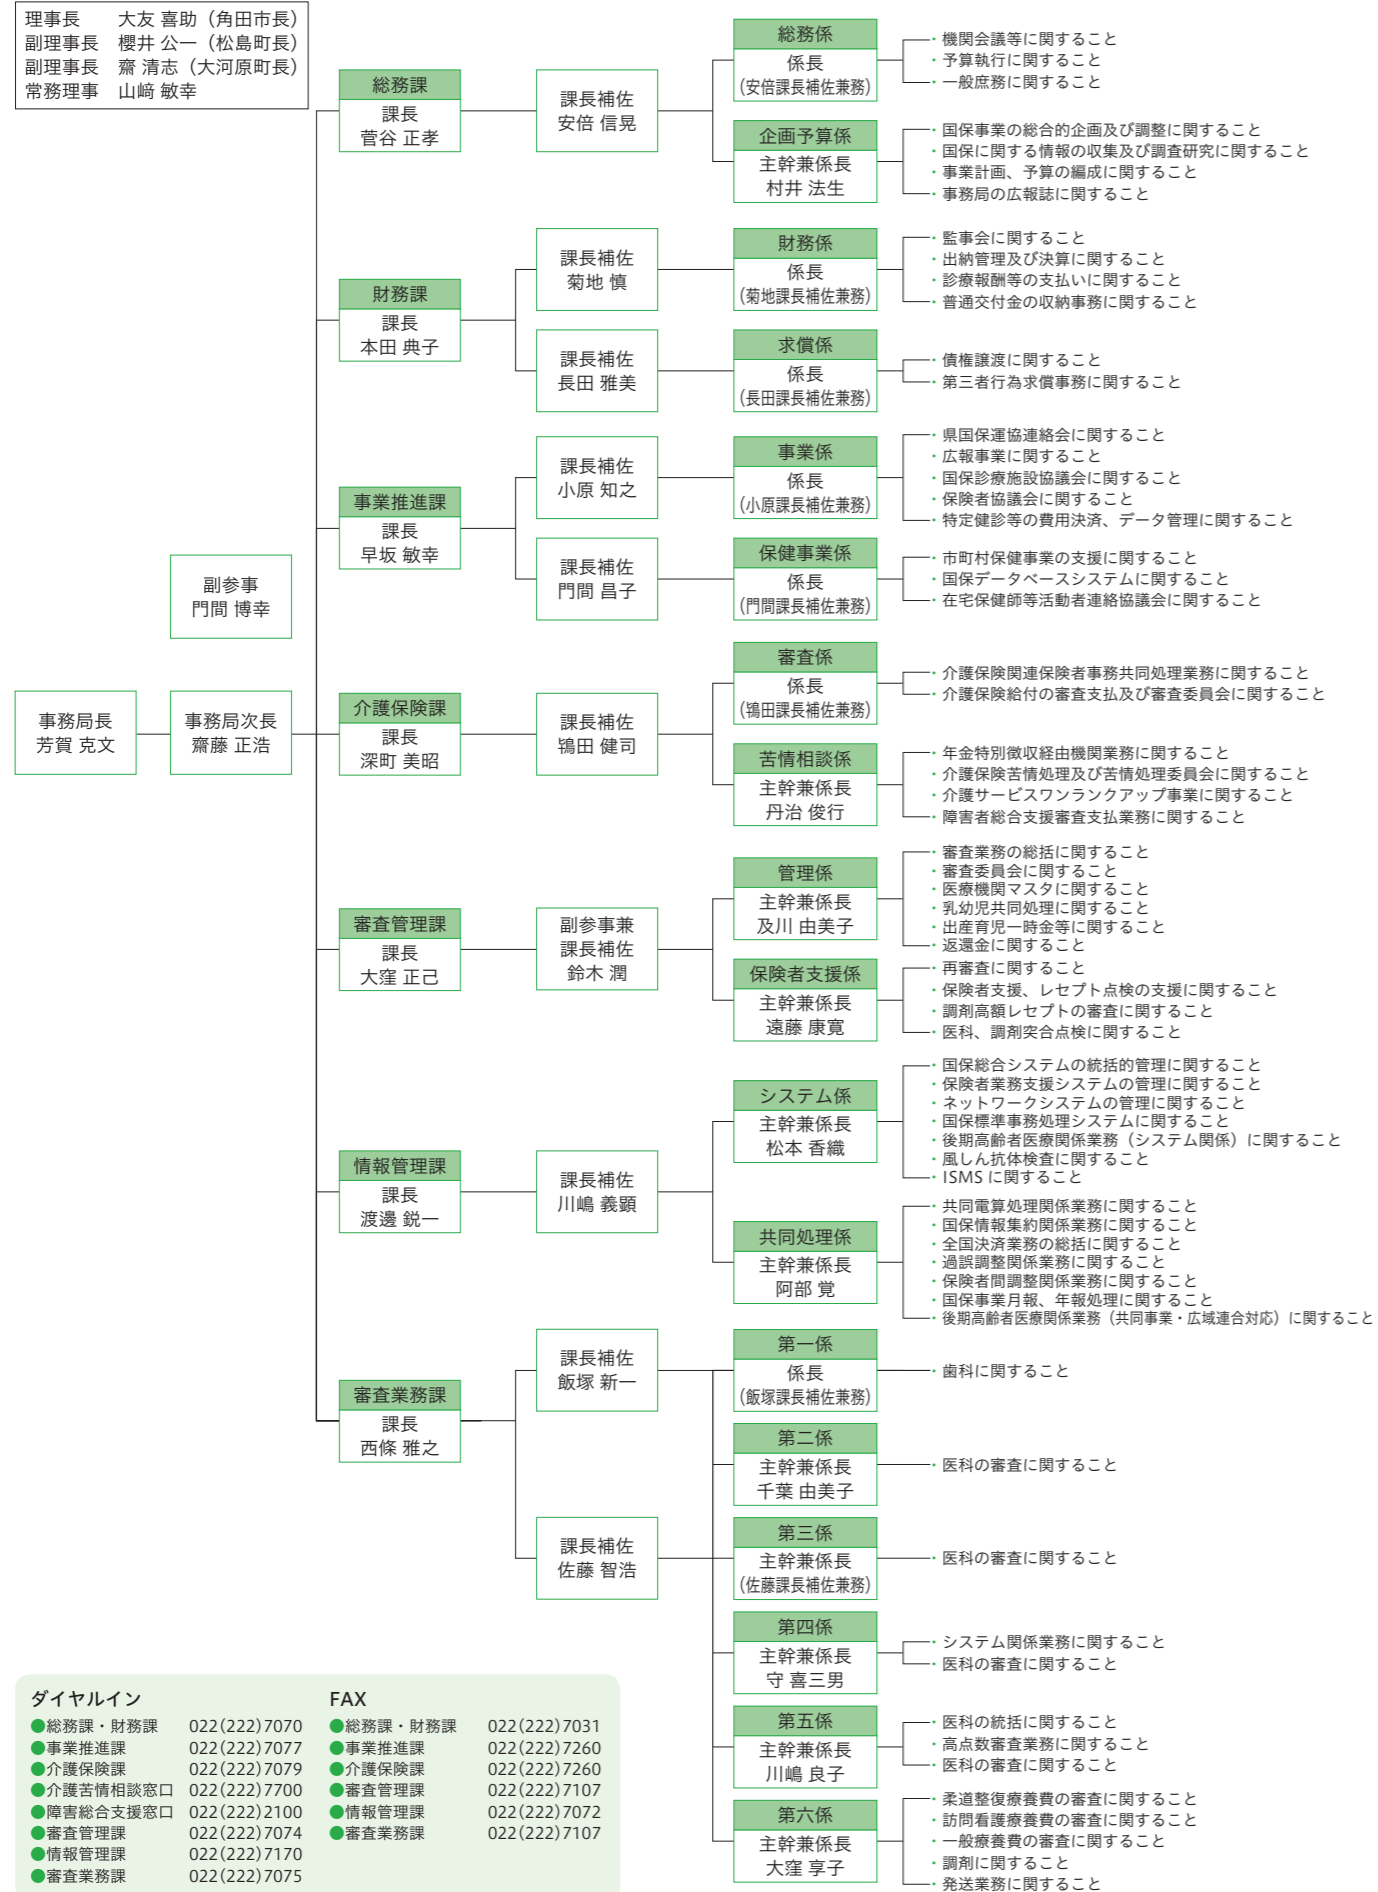 理事長　大友 喜助（角田市長）
副理事長　櫻井 公一（松島町長）
副理事長　齋 清志（大河原町長）
常務理事　山﨑 敏幸
事務局長
芳賀 克文
副参事
門間 博幸
事務局次長
齋藤 正浩
総務課
課長
菅谷 正孝
課長補佐
安倍 信晃
総務係
係長
(安倍課長補佐兼務)
・機関会議等に関すること
・予算執行に関すること
・一般庶務に関すること
企画予算係
主幹兼係長
村井 法生
・国保事業の総合的企画及び調整に関すること
・国保に関する情報の収集及び調査研究に関すること
・事業計画、予算の編成に関すること
・事務局の広報誌に関すること
財務課
課長
本田 典子
課長補佐
菊地 慎
財務係
係長
(菊地課長補佐兼務)
・監事会に関すること
・出納管理及び決算に関すること
・診療報酬等の支払いに関すること
・普通交付金の収納事務に関すること
課長補佐
長田 雅美
求償係
係長
(長田課長補佐兼務)
・債権譲渡に関すること
・第三者行為求償事務に関すること
事業推進課
課長
早坂 敏幸
課長補佐
小原 知之
事業係
係長
(小原課長補佐兼務)
・県国保運協連絡会に関すること
・広報事業に関すること
・国保診療施設協議会に関すること
・保険者協議会に関すること
・特定健診等の費用決済、データ管理に関すること
課長補佐
門間 昌子
保健事業係
係長
(門間課長補佐兼務)
・市町村保健事業の支援に関すること
・国保データベースシステムに関すること
・在宅保健師等活動者連絡協議会に関すること
介護保険課
課長
深町 美昭
課長補佐
鴇田 健司
審査係
係長
(鴇田課長補佐兼務)
・介護保険関連保険者事務共同処理業務に関すること
・介護保険給付の審査支払及び審査委員会に関すること
苦情相談係
主幹兼係長
丹治 俊行
・年金特別徴収経由機関業務に関すること
・介護保険苦情処理及び苦情処理委員会に関すること
・介護サービスワンランクアップ事業に関すること
・障害者総合支援審査支払業務に関すること
審査管理課
課長
大窪 正己
副参事兼
課長補佐
鈴木 潤
管理係
主幹兼係長
及川 由美子
・審査業務の総括に関すること
・審査委員会に関すること
・医療機関マスタに関すること
・乳幼児共同処理に関すること
・出産育児一時金等に関すること
・返還金に関すること
保険者支援係
主幹兼係長
遠藤 康寛
・再審査に関すること
・保険者支援、レセプト点検の支援に関すること
・調剤高額レセプトの審査に関すること
・医科、調剤突合点検に関すること
情報管理課
課長
渡邊 鋭一
課長補佐
川嶋 義顕
システム係
主幹兼係長
松本 香織
・国保総合システムの統括的管理に関すること
・保険者業務支援システムの管理に関すること
・ネットワークシステムの管理に関すること
・国保標準事務処理システムに関すること
・後期高齢者医療関係業務（システム関係）に関すること
・風しん抗体検査に関すること
・ISMS に関すること
共同処理係
主幹兼係長
阿部 覚
・共同電算処理関係業務に関すること
・国保情報集約関係業務に関すること
・全国決済業務の総括に関すること
・過誤調整関係業務に関すること
・保険者間調整関係業務に関すること
・国保事業月報、年報処理に関すること
・後期高齢者医療関係業務（共同事業・広域連合対応）に関すること
審査業務課
課長
西條 雅之
課長補佐
飯塚 新一
課長補佐
佐藤 智浩
第一係
係長
(飯塚課長補佐兼務)
・歯科に関すること
第二係
主幹兼係長
千葉 由美子
・医科の審査に関すること
第三係
主幹兼係長
(佐藤課長補佐兼務)
・医科の審査に関すること
第四係
主幹兼係長
守 喜三男
・システム関係業務に関すること
・医科の審査に関すること
第五係
主幹兼係長
川嶋 良子
・医科の統括に関すること
・高点数審査業務に関すること
・医科の審査に関すること
第六係
主幹兼係長
大窪 享子
・柔道整復療養費の審査に関すること
・訪問看護療養費の審査に関すること
・一般療養費の審査に関すること
・調剤に関すること
・発送業務に関すること
ダイヤルイン
●総務課・財務課　022(222)7070
●事業推進課　022(222)7077
●介護保険課　022(222)7079
●介護苦情相談窓口　022(222)7700
●障害総合支援窓口　022(222)2100
●審査管理課　022(222)7074
●情報管理課　022(222)7170
●審査業務課　022(222)7075
FAX
●総務課・財務課　022(222)7031
●事業推進課　022(222)7260
●介護保険課　022(222)7260
●審査管理課　022(222)7107
●情報管理課　022(222)7072
●審査業務課　022(222)7107